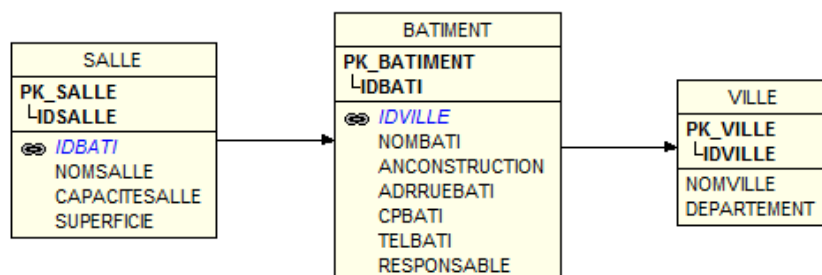 SALLE
PK_SALLE
IDSALLE
IDBATI
NOMSALLE
CAPACITESALLE
SUPERFICIE
BATIMENT
PK_BATIMENT
IDBATI
IDVILLE
NOMBATI
ANCONSTRUCTION
ADRRUEBATI
CPBATI
TELBATI
RESPONSABLE
VILLE
PK_VILLE
IDVILLE
NOMVILLE
DEPARTEMENT